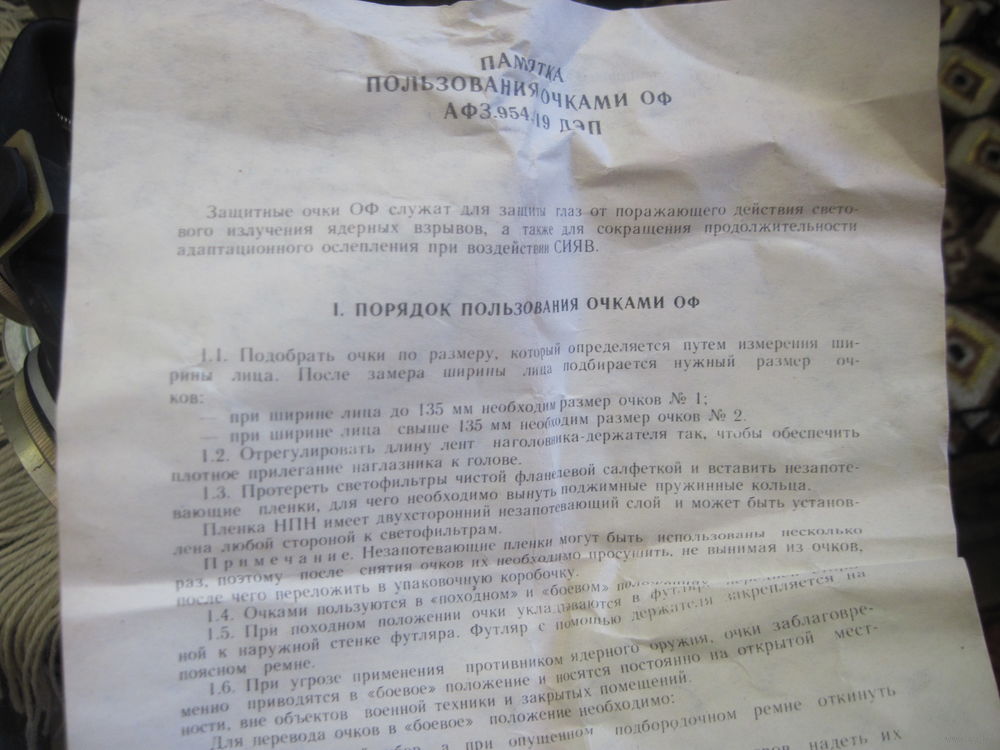 ПАМЯТКА
ПОЛЬЗОВАНИЯ ОЧКАМИ ОФ
АФЗ.954.19 ДЭП
Защитные очки ОФ служат для защиты глаз от поражающего действия свето-
вого излучения ядерных взрывов, а также для сокращения продолжительности
адаптационного ослепления при воздействии СИЯВ.
I. ПОРЯДОК ПОЛЬЗОВАНИЯ ОЧКАМИ ОФ
1.1. Подобрать очки по размеру, который определяется путем измерения ши-
рины лица. После замера ширины лица подбирается нужный размер оч-
ков:
— при ширине лица до 135 мм необходим размер очков № 1;
— при ширине лица свыше 135 мм необходим размер очков № 2.
1.2. Отрегулировать длину лент наголовника-держателя так, чтобы обеспечить
плотное прилегание наглазника к голове.
1.3. Протереть светофильтры чистой фланелевой салфеткой и вставить незапоте-
вающие пленки, для чего необходимо вынуть поджимные пружинные кольца.
Пленка НПН имеет двухсторонний незапотевающий слой и может быть установ-
лена любой стороной к светофильтрам.
Примечание. Незапотевающие пленки могут быть использованы несколько
раз, поэтому после снятия очков их необходимо просушить, не вынимая из очков,
после чего переложить в упаковочную коробочку.
1.4. Очками пользуются в «походном» и «боевом»
1.5. При походном положении очки укладываются в футляр
ной к наружной стенке футляра. Футляр с помощью держателя закрепляется на
поясном ремне.
1.6. При угрозе применения противником ядерного оружия, очки заблаговре-
менно приводятся в «боевое» положение и носятся постоянно на открытой мест-
ности, вне объектов военной техники и закрытых помещений.
Для перевода очков в «боевое» положение необходимо:
а при опущенном подбородочном ремне откинуть
надеть их